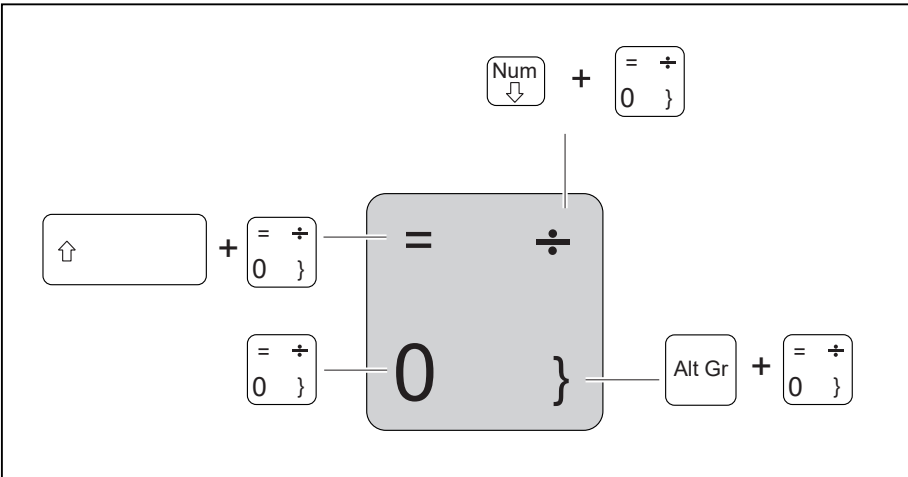 Num
⇩ + = ÷
0 }
⇧ + = ÷
0 }
= ÷
0 }
= ÷
0 }
Alt Gr + = ÷
0 }